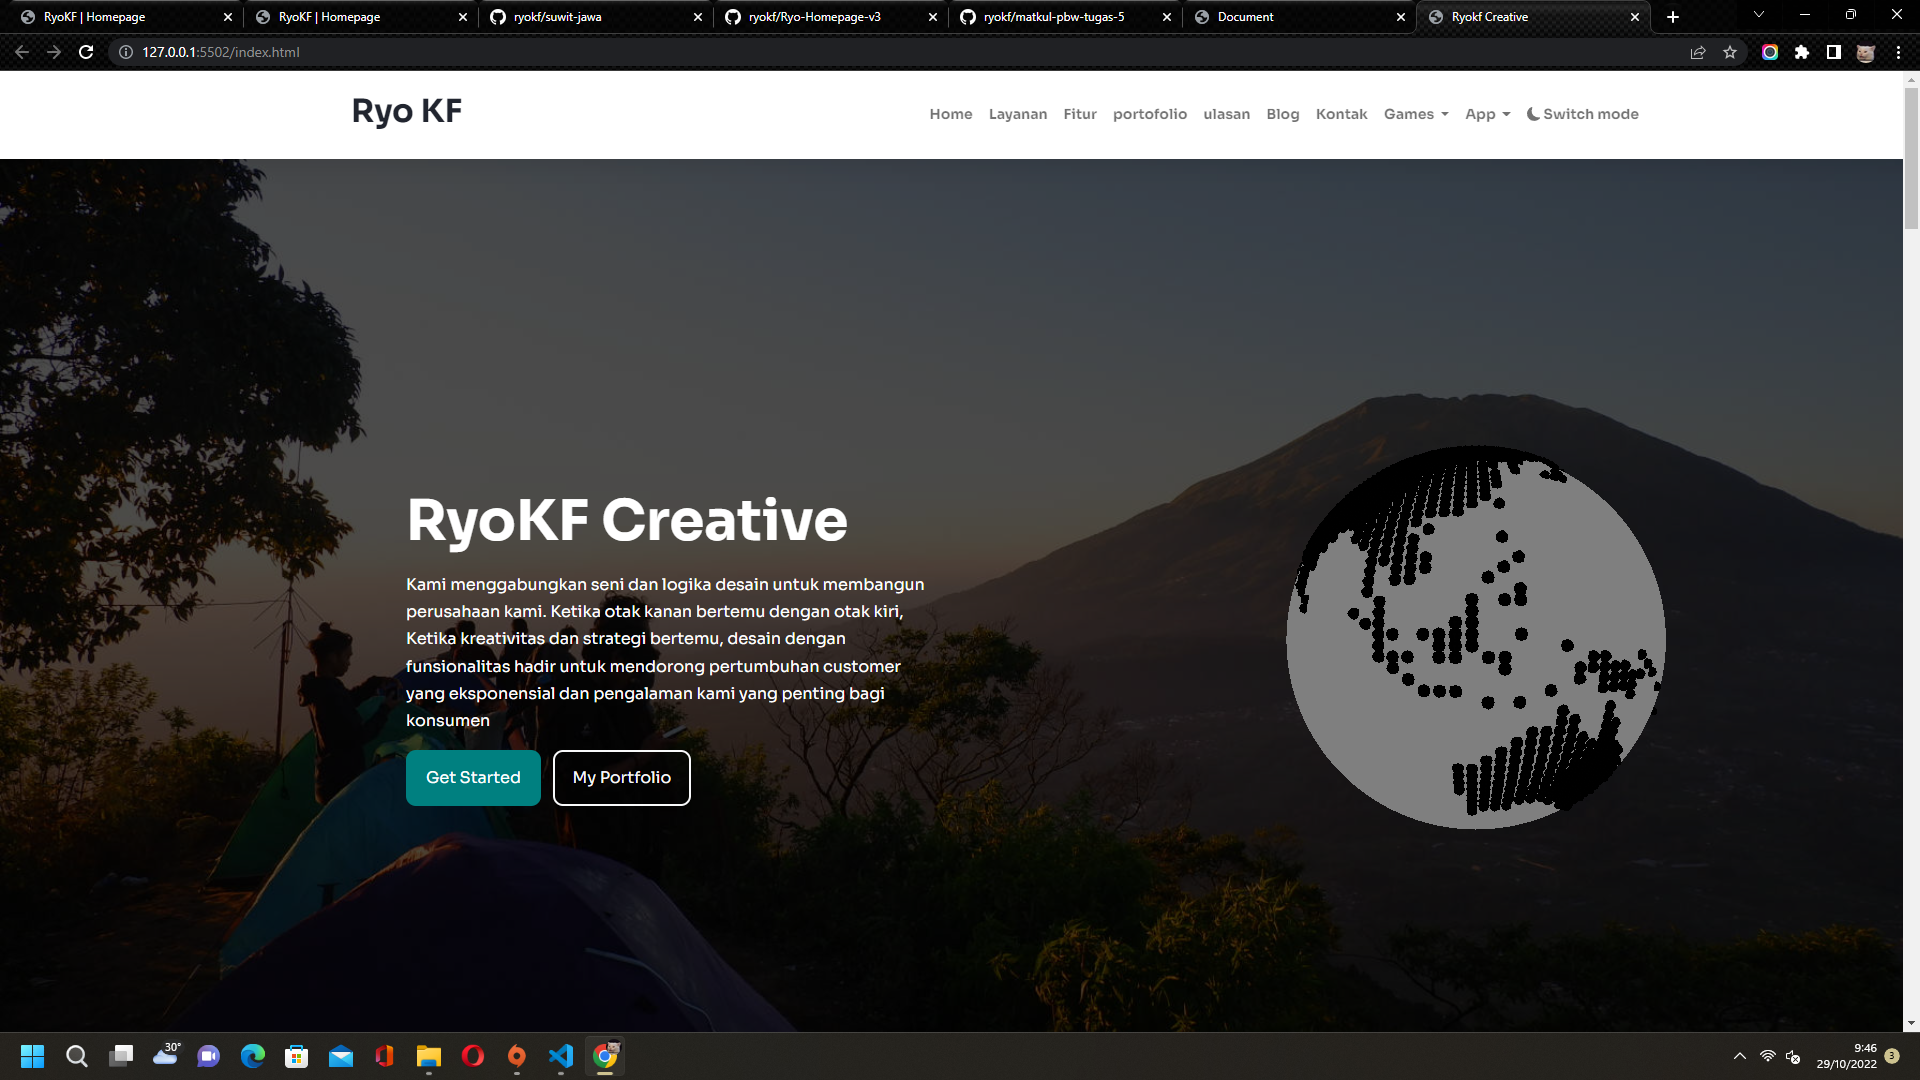 RyoKF | Homepage
RyoKF | Homepage
ryokf/suwit-jawa
ryokf/Ryo-Homepage-v3
ryokf/matkul-pbw-tugas-5
Document
Ryokf Creative
127.0.0.1:5502/index.html
Ryo KF
Home
Layanan
Fitur
portofolio
ulasan
Blog
Kontak
Games
App
Switch mode
RyoKF Creative
Kami menggabungkan seni dan logika desain untuk membangun
perusahaan kami. Ketika otak kanan bertemu dengan otak kiri,
Ketika kreativitas dan strategi bertemu, desain dengan
funsionalitas hadir untuk mendorong pertumbuhan customer
yang eksponensial dan pengalaman kami yang penting bagi
konsumen
Get Started
My Portfolio
30°
9:46
29/10/2022
3